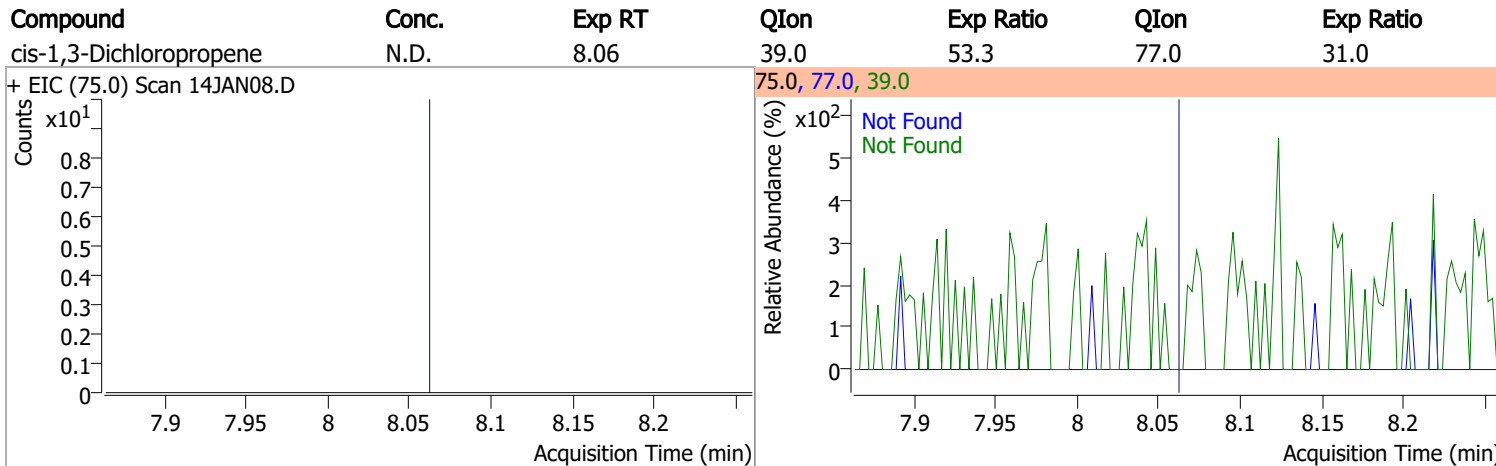 Compound Conc. Exp RT QIon Exp Ratio QIon Exp Ratio
cis-1,3-Dichloropropene N.D. 8.06 39.0 53.3 77.0 31.0
+ EIC (75.0) Scan 14JAN08.D
Counts
x10^1
0.8
0.7
0.6
0.5
0.4
0.3
0.2
0.1
0
7.9 7.95 8 8.05 8.1 8.15 8.2
Acquisition Time (min)
75.0, 77.0, 39.0
Relative Abundance (%)
x10^2
Not Found
Not Found
5
4
3
2
1
0
7.9 7.95 8 8.05 8.1 8.15 8.2
Acquisition Time (min)